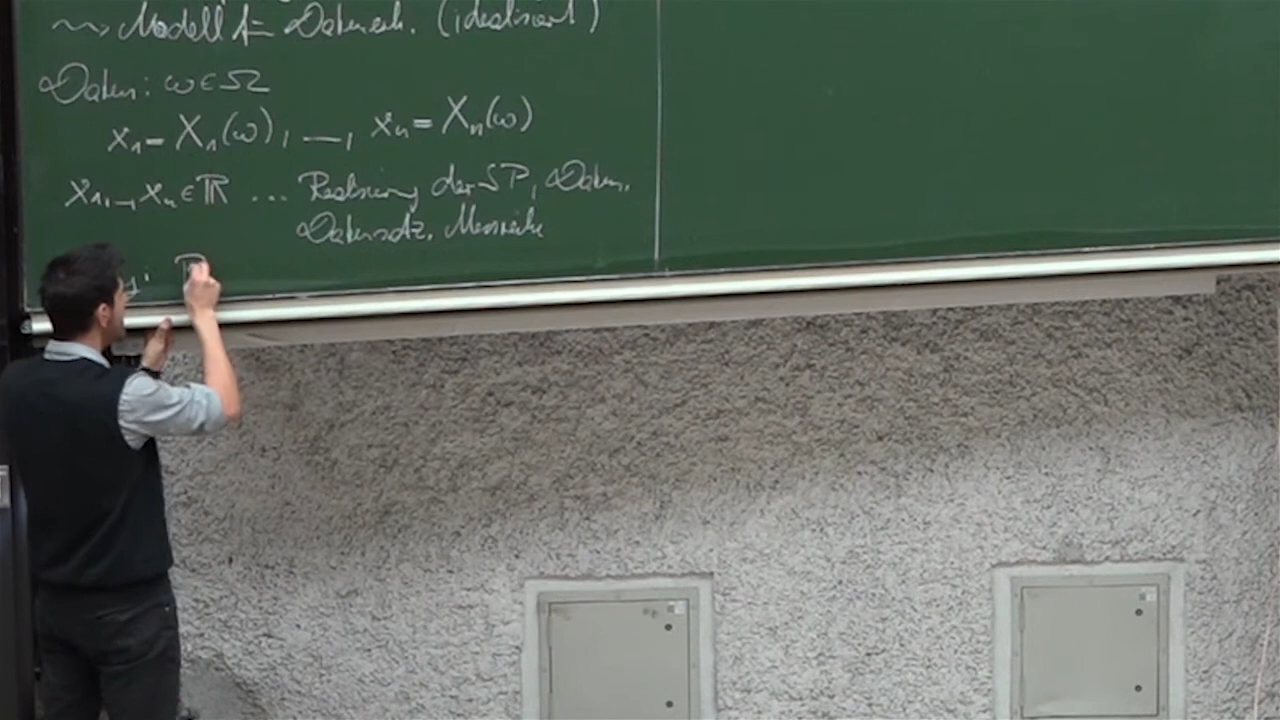 ⇝ Modell ≙ Datenerh. (idealisiert)
Daten: ω ∈ Ω
x₁ = X₁(ω), —, xₙ = Xₙ(ω)
x₁, —, xₙ ∈ ℝ ... Realisierung der SP, Daten,
Datensatz, Messreihe